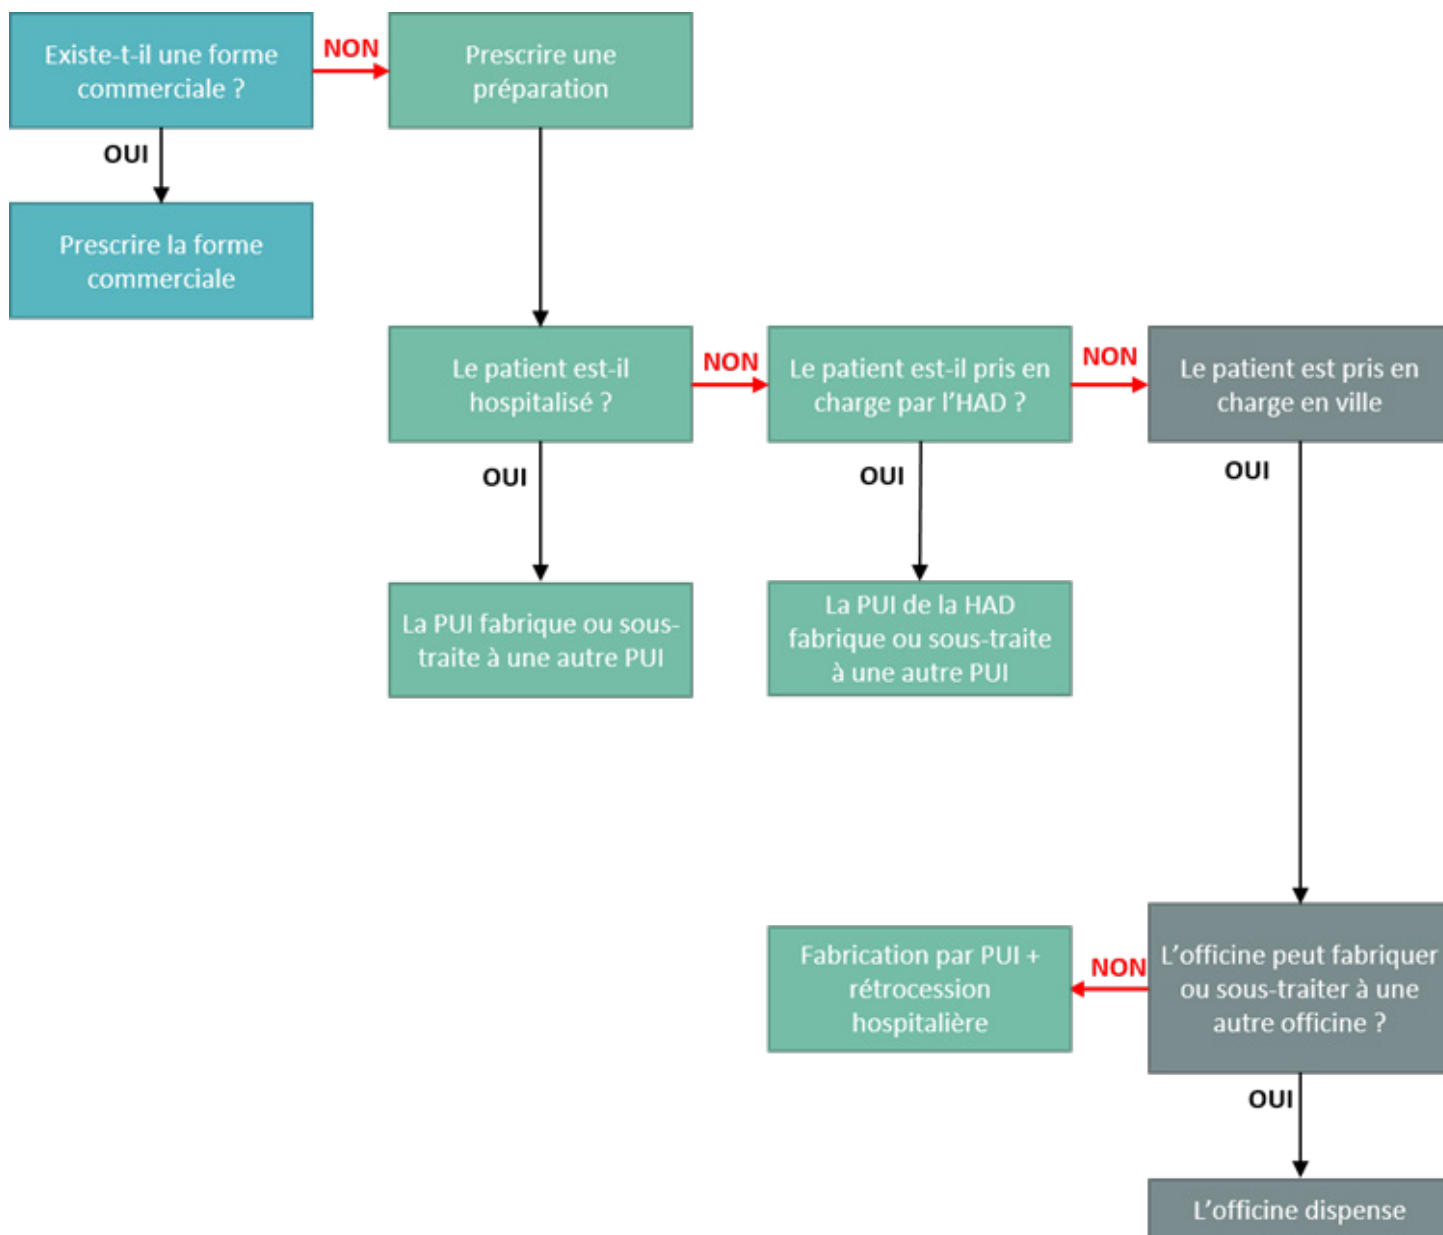 Existe-t-il une forme
commerciale ?
NON
Prescrire une
préparation
OUI
Prescrire la forme
commerciale
Le patient est-il
hospitalisé ?
NON
Le patient est-il pris en
charge par l’HAD ?
NON
Le patient est pris en
charge en ville
OUI
OUI
OUI
La PUI fabrique ou sous-
traite à une autre PUI
La PUI de la HAD
fabrique ou sous-traite
à une autre PUI
Fabrication par PUI +
rétrocession
hospitalière
NON
L’officine peut fabriquer
ou sous-traiter à une
autre officine ?
OUI
L’officine dispense